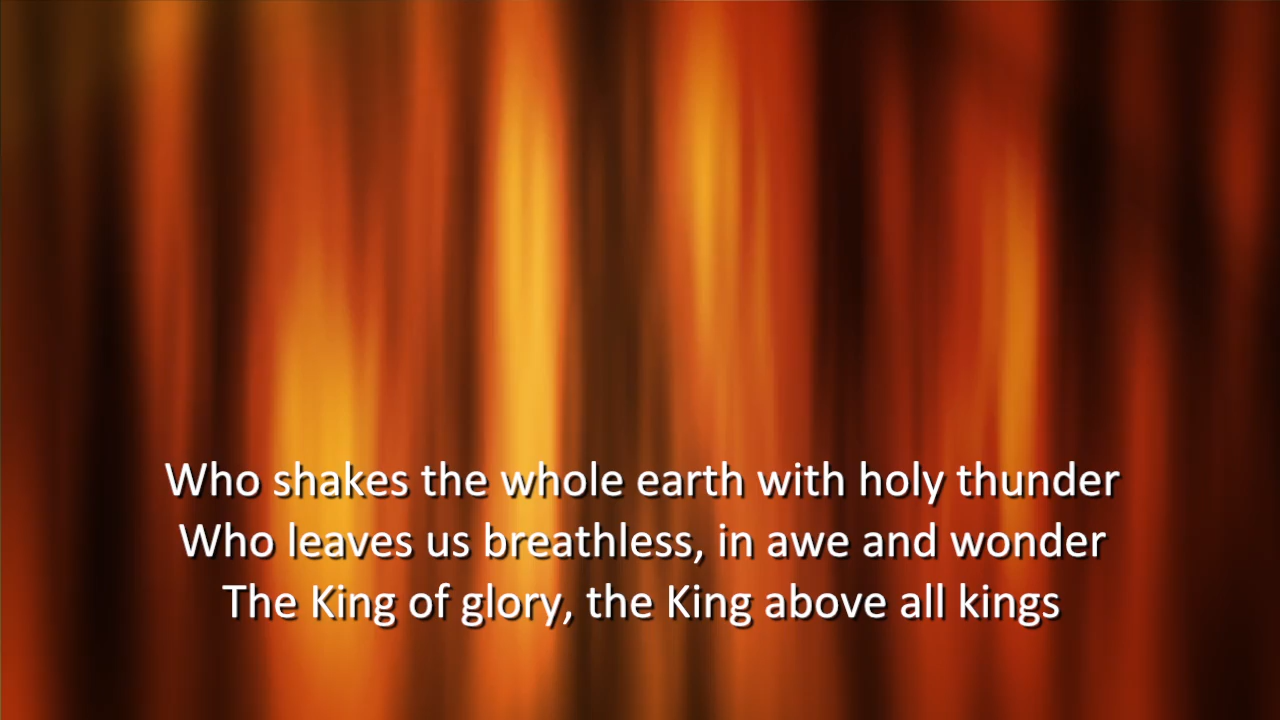 Who shakes the whole earth with holy thunder
Who leaves us breathless, in awe and wonder
The King of glory, the King above all kings